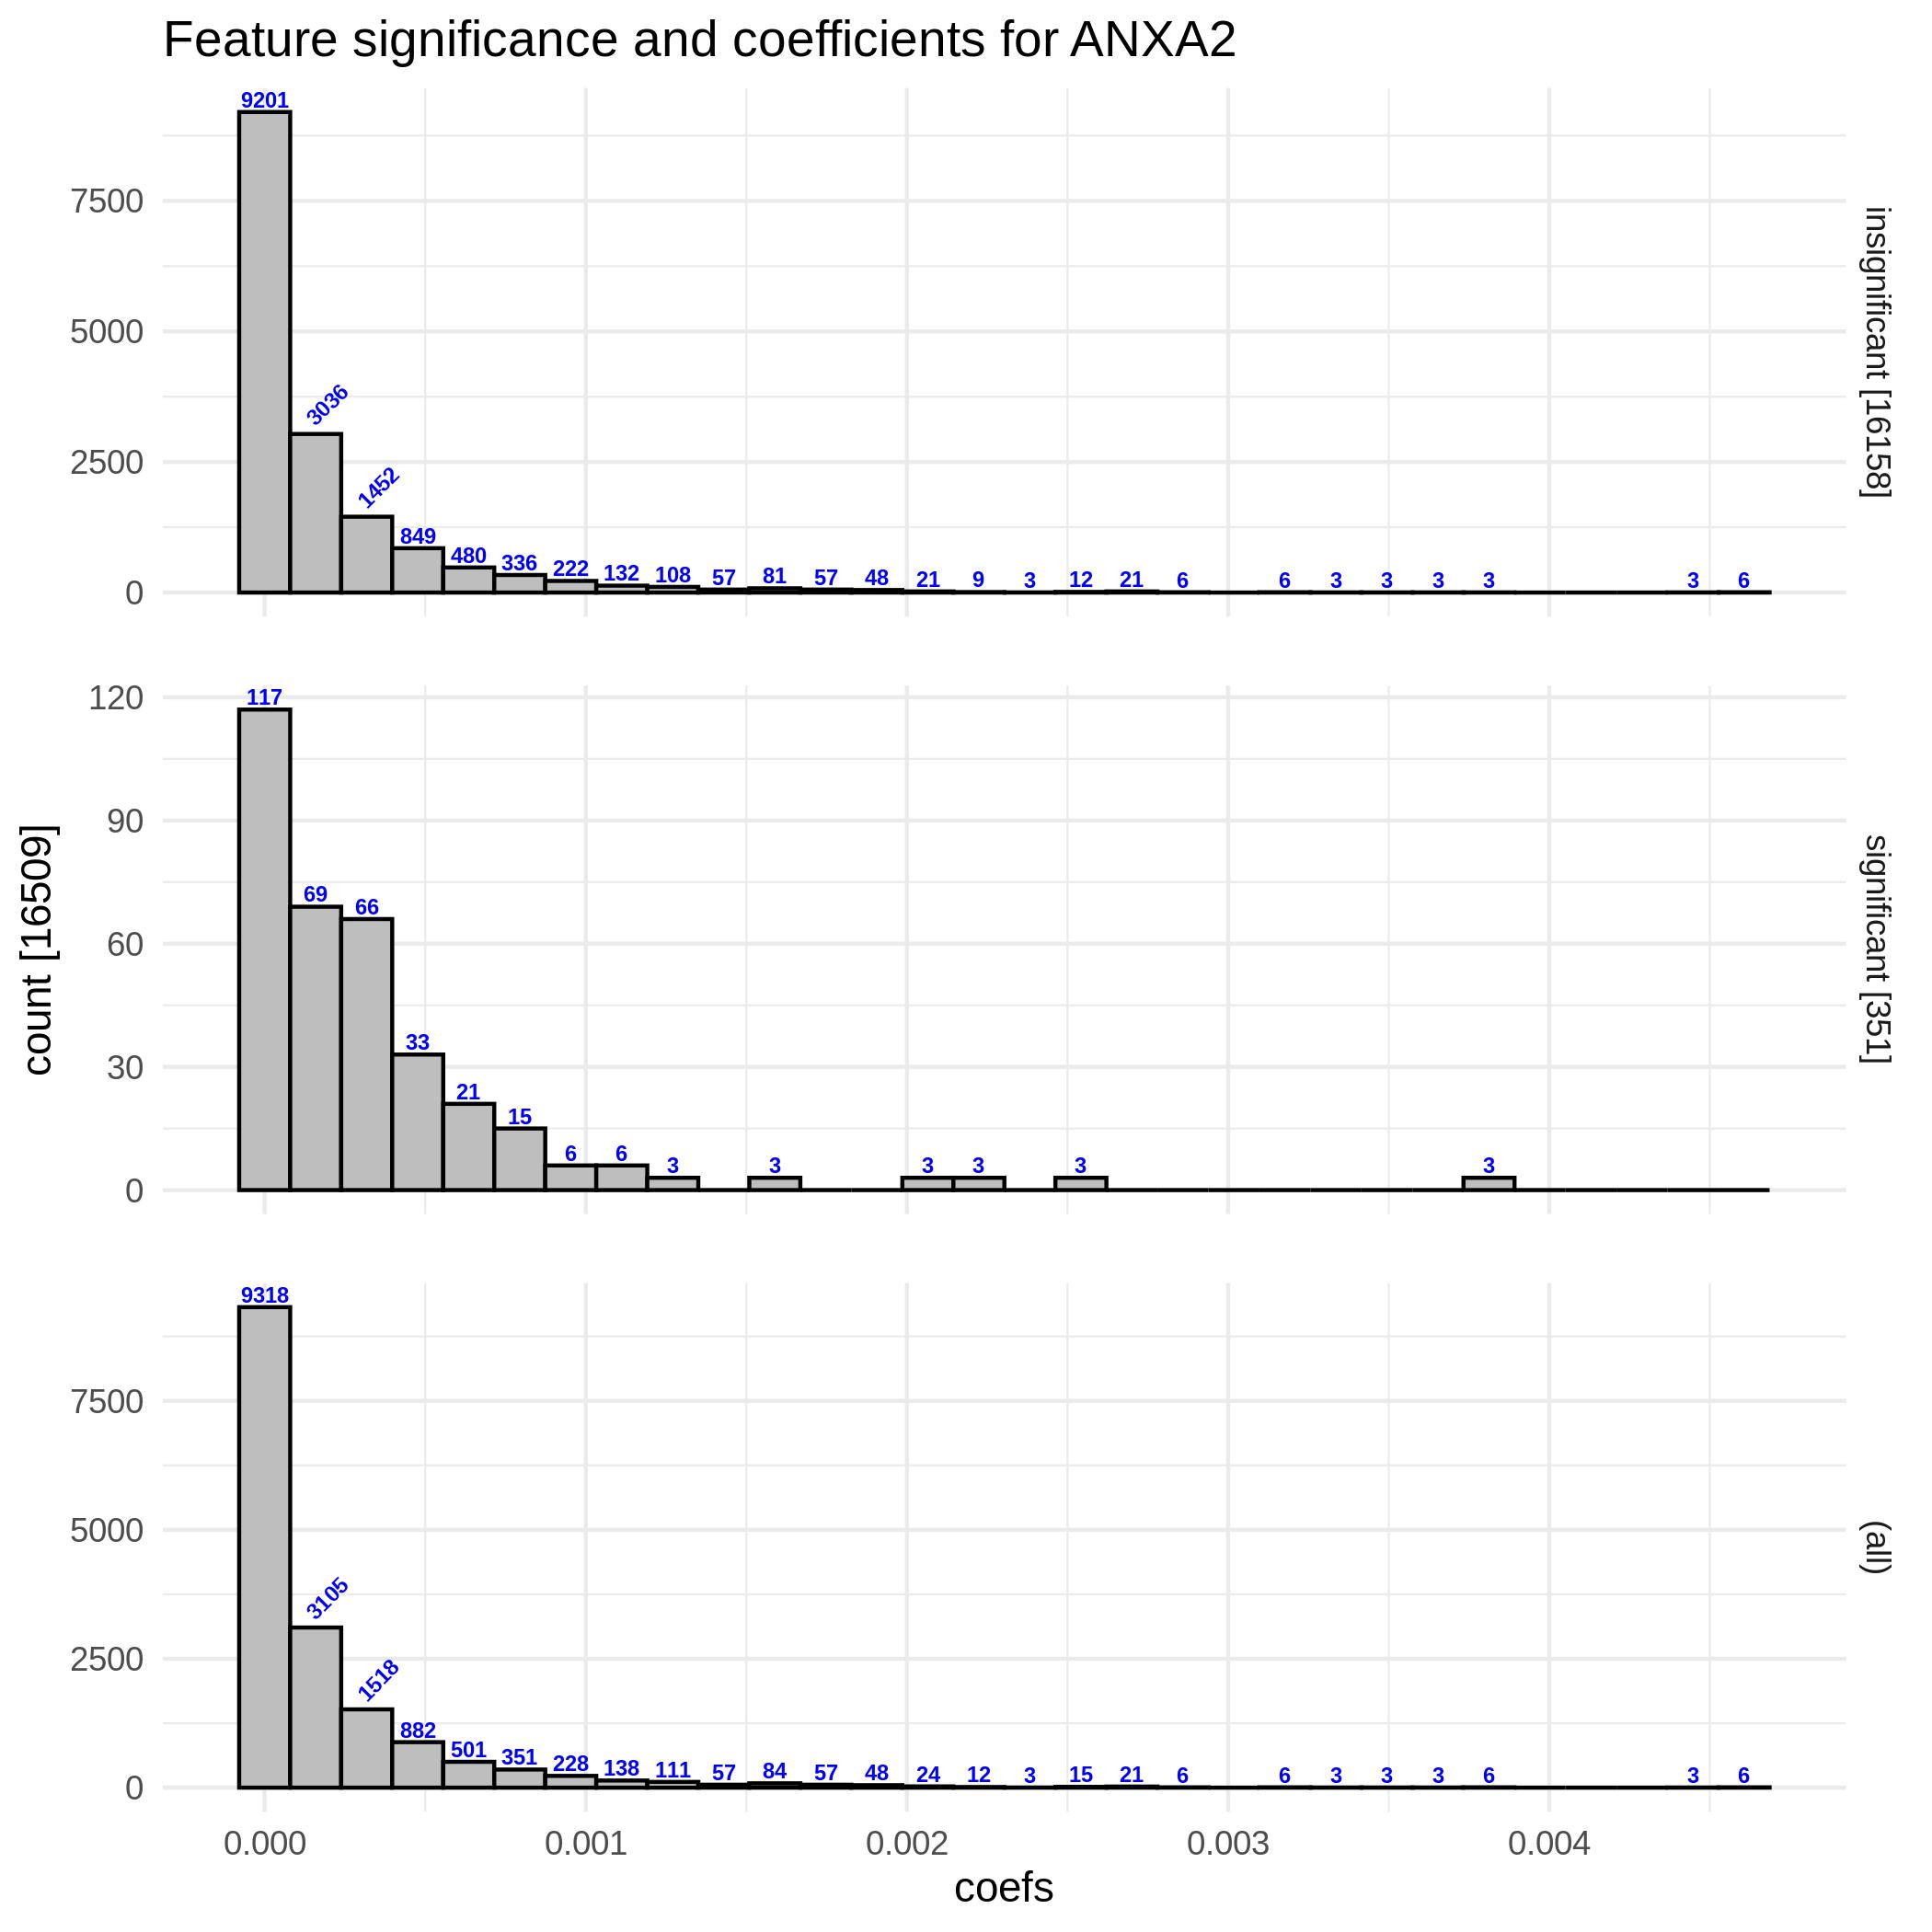 Feature significance and coefficients for ANXA2
count [16509]
9201
3036
1452
849 480 336 222 132 108 57 81 57 48 21 9 3 12 21 6 6 3 3 3 3 3 6
7500
5000
2500
0
insignificant [16158]
117
69 66
33
21
15
6 6 3 3 3 3 3 3
120
90
60
30
0
significant [351]
9318
3105
1518
882 501 351 228 138 111 57 84 57 48 24 12 3 15 21 6 6 3 3 3 6 3 6
7500
5000
2500
0
(all)
0.000 0.001 0.002 0.003 0.004
coefs